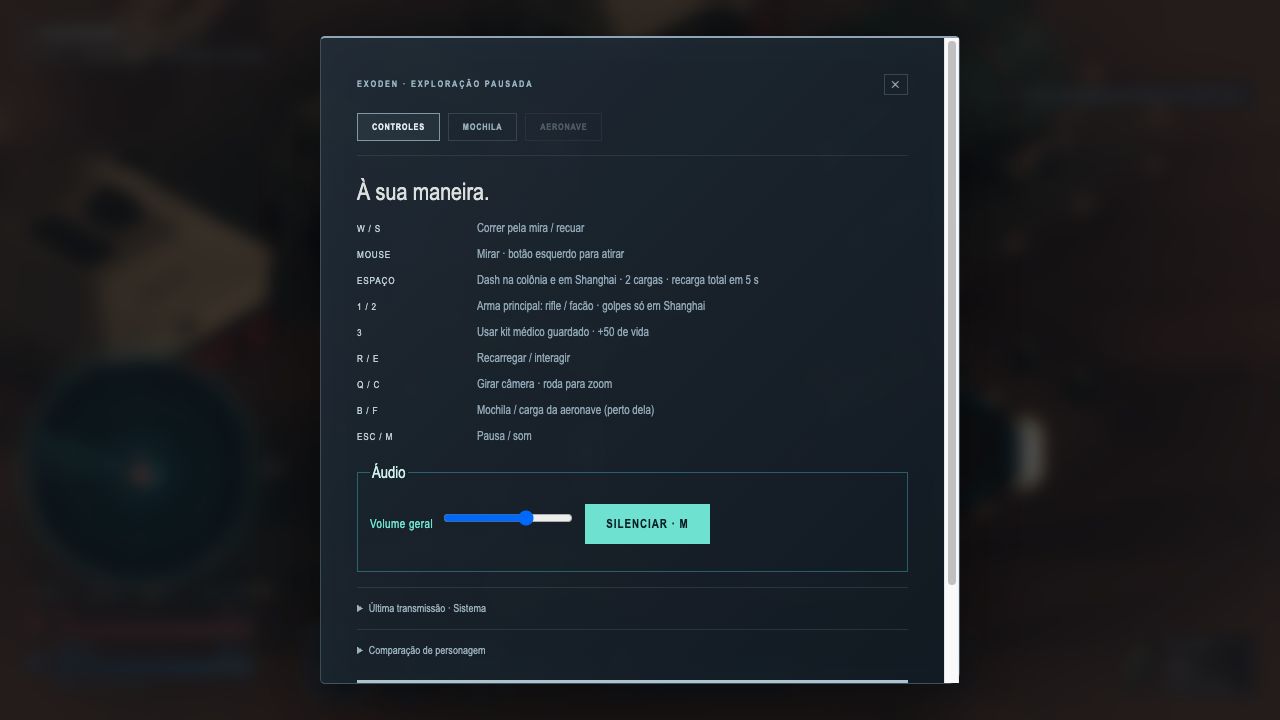 EXODEN · EXPLORAÇÃO PAUSADA
×
CONTROLES MOCHILA AERONAVE
À sua maneira.
W / S Correr pela mira / recuar
MOUSE Mirar · botão esquerdo para atirar
ESPAÇO Dash na colônia e em Shanghai · 2 cargas · recarga total em 5 s
1 / 2 Arma principal: rifle / facão · golpes só em Shanghai
3 Usar kit médico guardado · +50 de vida
R / E Recarregar / interagir
Q / C Girar câmera · roda para zoom
B / F Mochila / carga da aeronave (perto dela)
ESC / M Pausa / som
Áudio
Volume geral SILENCIAR · M
Última transmissão · Sistema
Comparação de personagem